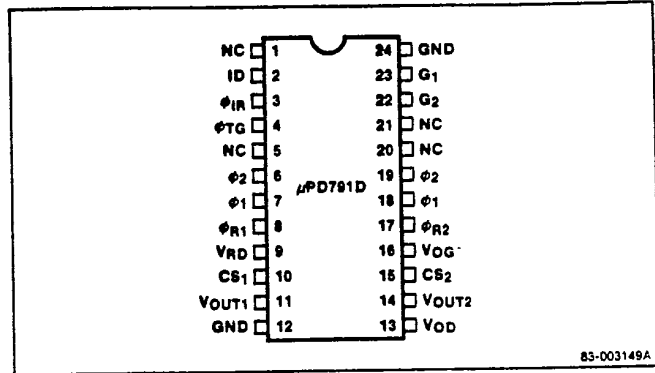 NC 1 24 GND
ID 2 23 G1
ϕIR 3 22 G2
ϕTG 4 21 NC
NC 5 20 NC
ϕ2 6 19 ϕ2
μPD791D
ϕ1 7 18 ϕ1
ϕR1 8 17 ϕR2
VRD 9 16 VOG
CS1 10 15 CS2
VOUT1 11 14 VOUT2
GND 12 13 VOD
83-003149A